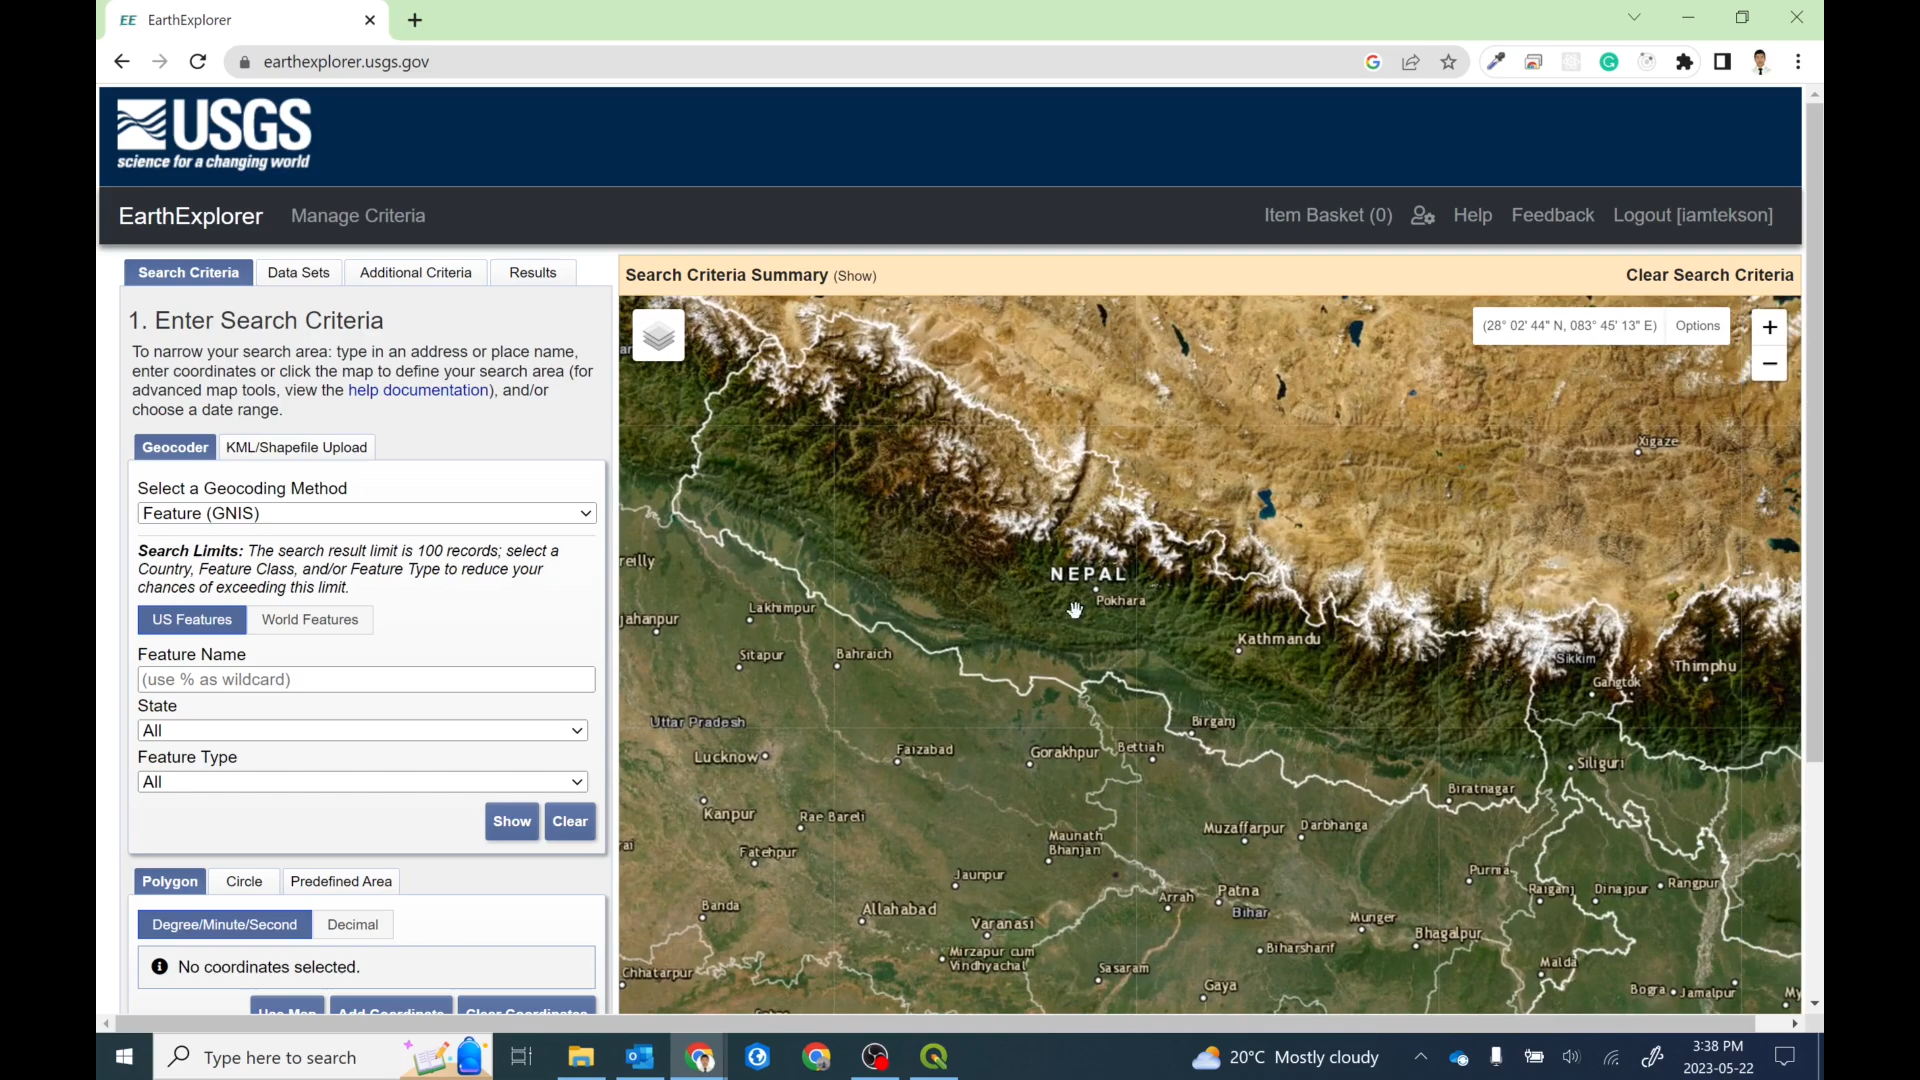 EE EarthExplorer
earthexplorer.usgs.gov
USGS
science for a changing world
EarthExplorer
Manage Criteria
Item Basket (0)
Help
Feedback
Logout [iamtekson]
Search Criteria
Data Sets
Additional Criteria
Results
1. Enter Search Criteria
To narrow your search area: type in an address or place name,
enter coordinates or click the map to define your search area (for
advanced map tools, view the help documentation), and/or
choose a date range.
Geocoder
KML/Shapefile Upload
Select a Geocoding Method
Feature (GNIS)
Search Limits: The search result limit is 100 records; select a
Country, Feature Class, and/or Feature Type to reduce your
chances of exceeding this limit.
US Features
World Features
Feature Name
(use % as wildcard)
State
All
Feature Type
All
Show
Clear
Polygon
Circle
Predefined Area
Degree/Minute/Second
Decimal
No coordinates selected.
Use Map
Add Coordinate
Clear Coordinates
Search Criteria Summary (Show)
Clear Search Criteria
(28° 02' 44" N, 083° 45' 13" E)
Options
+
−
Xigaze
reilly
NEPAL
Pokhara
Lakhimpur
jahanpur
Kathmandu
Sitapur
Bahraich
Sikkim
Thimphu
Gangtok
Uttar Pradesh
Birganj
Lucknow
Faizabad
Gorakhpur
Bettiah
Siliguri
Biratnagar
Kanpur
Rae Bareli
Muzaffarpur
Darbhanga
Maunath
Bhanjan
Fatehpur
Jaunpur
Purnia
Raiganj
Dinajpur
Rangpur
Banda
Allahabad
Arrah
Patna
Bihar
Varanasi
Munger
Bhagalpur
Mirzapur cum
Vindhyachal
Biharsharif
Chhatarpur
Sasaram
Malda
Gaya
Bogra
Jamalpur
My
Type here to search
20°C Mostly cloudy
3:38 PM
2023-05-22